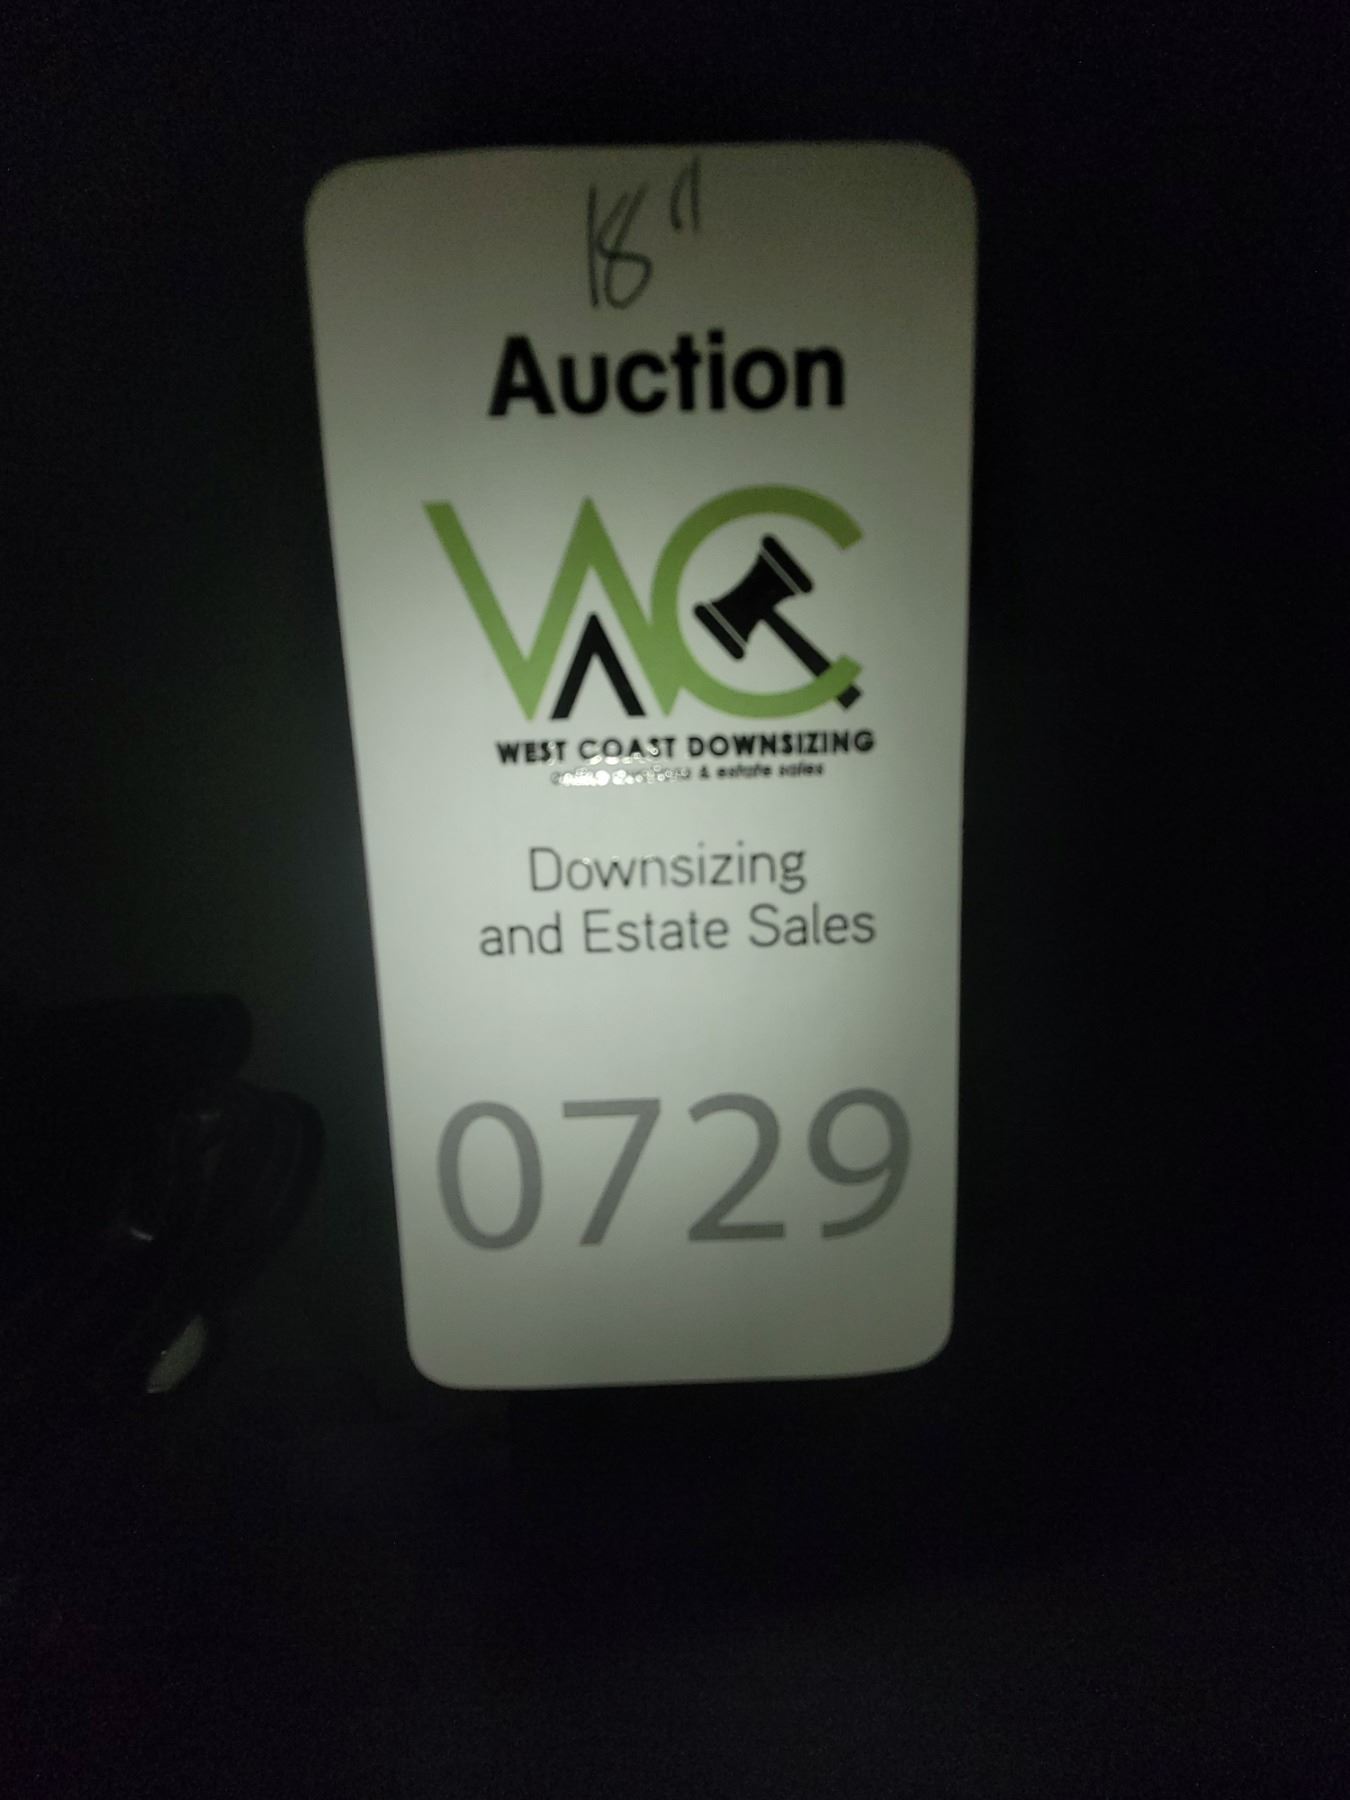 18"
Auction
WC
WEST COAST DOWNSIZING
& estate sales
Downsizing
and Estate Sales
0729